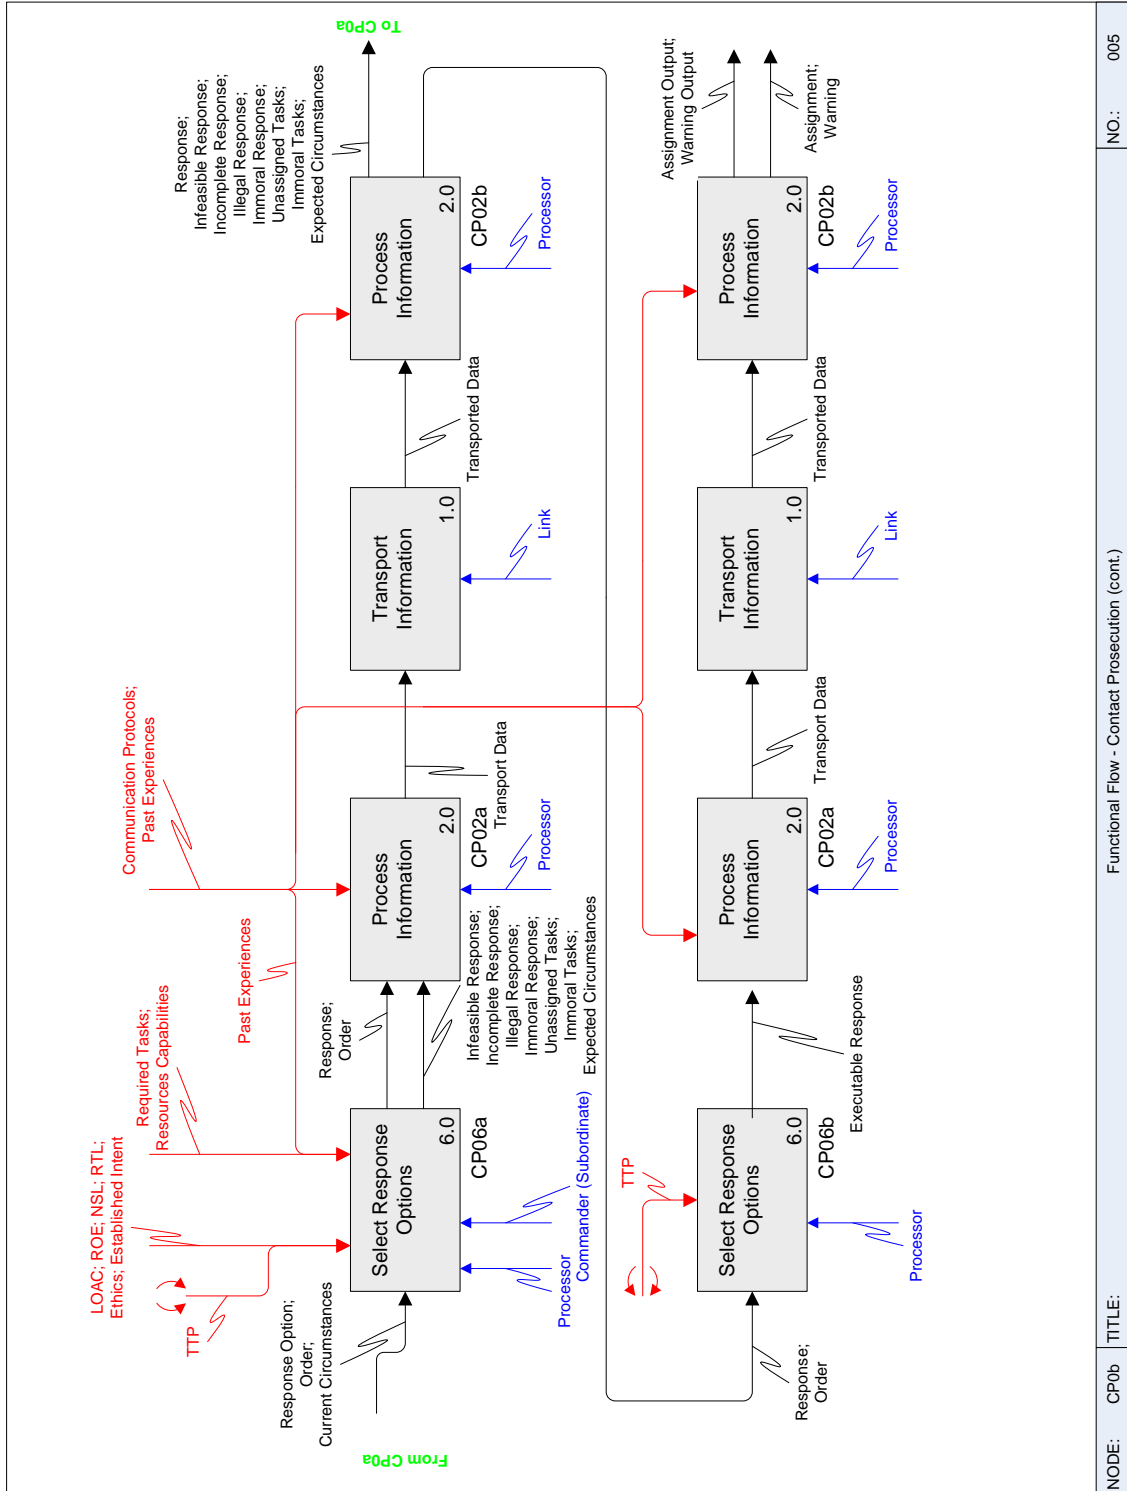 LOAC; ROE; NSL; RTL;
Ethics; Established Intent
TTP
Required Tasks;
Resources Capabilities
Past Experiences
Communication Protocols;
Past Experiences
From CP0a
Response Option;
Order;
Current Circumstances
Select Response
Options
6.0
CP06a
Processor
Commander (Subordinate)
Response;
Order
Infeasible Response;
Incomplete Response;
Illegal Response;
Immoral Response;
Unassigned Tasks;
Immoral Tasks;
Expected Circumstances
Process
Information
2.0
CP02a
Processor
Transport Data
Transport
Information
1.0
Link
Transported Data
Process
Information
2.0
CP02b
Processor
Response;
Infeasible Response;
Incomplete Response;
Illegal Response;
Immoral Response;
Unassigned Tasks;
Immoral Tasks;
Expected Circumstances
To CP0a
Response;
Order
TTP
Select Response
Options
6.0
CP06b
Processor
Executable Response
Process
Information
2.0
CP02a
Processor
Transport Data
Transport
Information
1.0
Link
Transported Data
Process
Information
2.0
CP02b
Processor
Assignment Output;
Warning Output
Assignment;
Warning
NODE: CP0b TITLE: Functional Flow - Contact Prosecution (cont.) NO.: 005